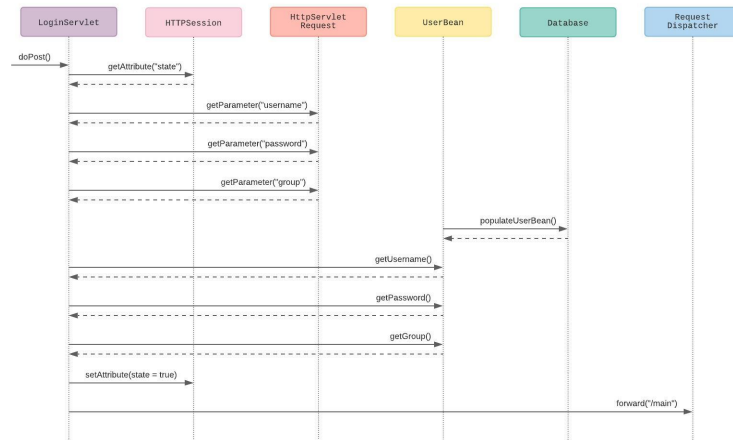 LoginServlet
HTTPSession
HttpServlet
Request
UserBean
Database
Request
Dispatcher
doPost()
getAttribute("state")
getParameter("username")
getParameter("password")
getParameter("group")
populateUserBean()
getUsername()
getPassword()
getGroup()
setAttribute(state = true)
forward("/main")